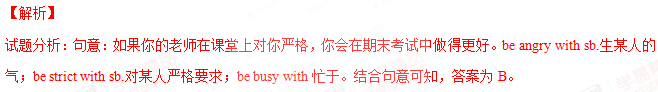 【解析】
试题分析：句意：如果你的老师在课堂上对你严格，你会在期末考试中做得更好。be angry with sb.生某人的
气；be strict with sb.对某人严格要求；be busy with 忙于。结合句意可知，答案为 B。